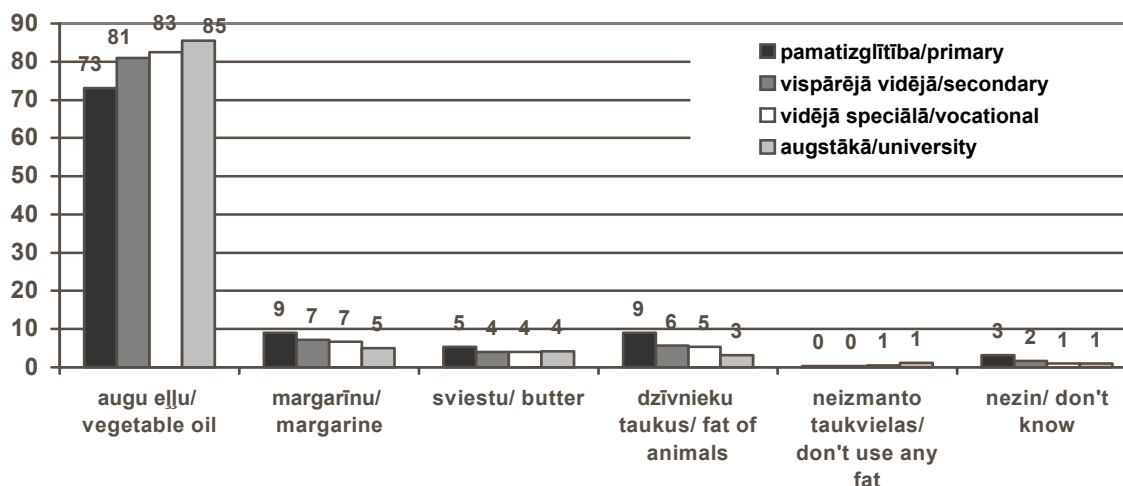 90
80
70
60
50
40
30
20
10
0
73
81
83
85
9
7
7
5
5
4
4
4
9
6
5
3
0
0
1
1
3
2
1
1
pamatizglītība/primary
vispārējā vidējā/secondary
vidējā speciālā/vocational
augstākā/university
augu eļļu/
vegetable oil
margarīnu/
margarine
sviestu/ butter
dzīvnieku
taukus/ fat of
animals
neizmanto
taukvielas/
don't use any
fat
nezin/ don't
know